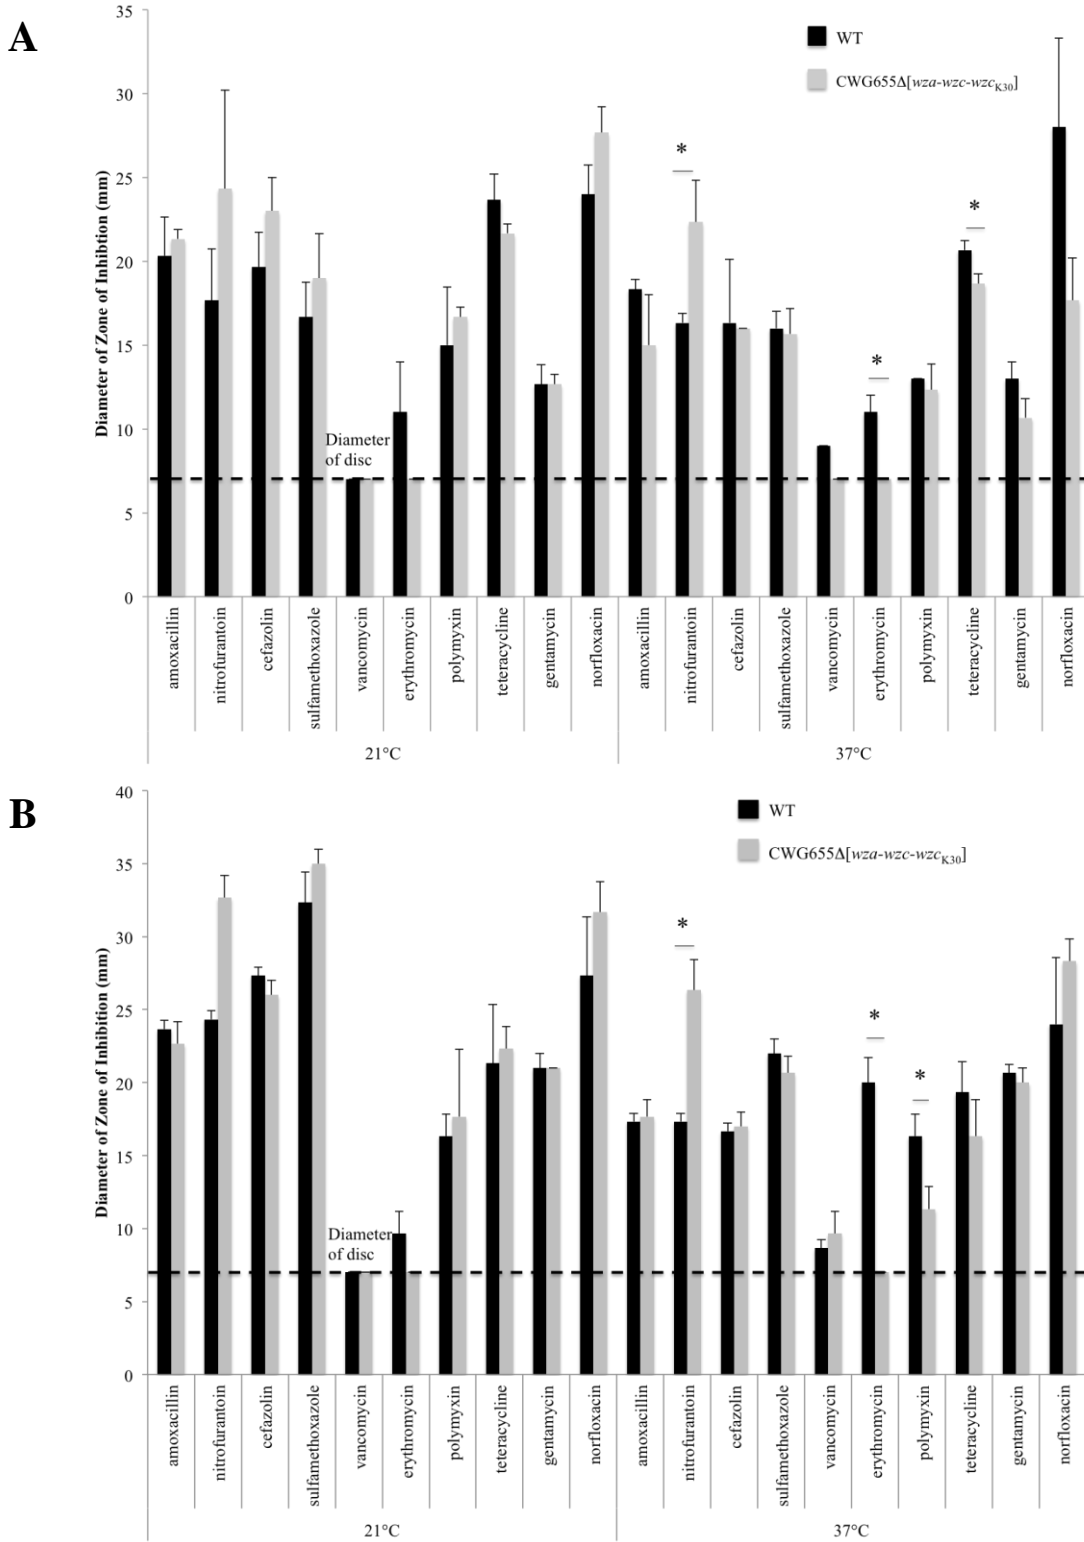 A
35
30
25
20
15
10
5
0
Diameter of Zone of Inhibtion (mm)
WT
CWG655Δ[wza-wzc-wzcK30]
*
*
*
Diameter
of disc
amoxacillin
nitrofurantoin
cefazolin
sulfamethoxazole
vancomycin
erythromycin
polymyxin
teteracycline
gentamycin
norfloxacin
amoxacillin
nitrofurantoin
cefazolin
sulfamethoxazole
vancomycin
erythromycin
polymyxin
teteracycline
gentamycin
norfloxacin
21°C
37°C
B
40
35
30
25
20
15
10
5
0
Diameter of Zone of Inhibition (mm)
WT
CWG655Δ[wza-wzc-wzcK30]
*
*
*
Diameter
of disc
amoxacillin
nitrofurantoin
cefazolin
sulfamethoxazole
vancomycin
erythromycin
polymyxin
teteracycline
gentamycin
norfloxacin
amoxacillin
nitrofurantoin
cefazolin
sulfamethoxazole
vancomycin
erythromycin
polymyxin
teteracycline
gentamycin
norfloxacin
21°C
37°C